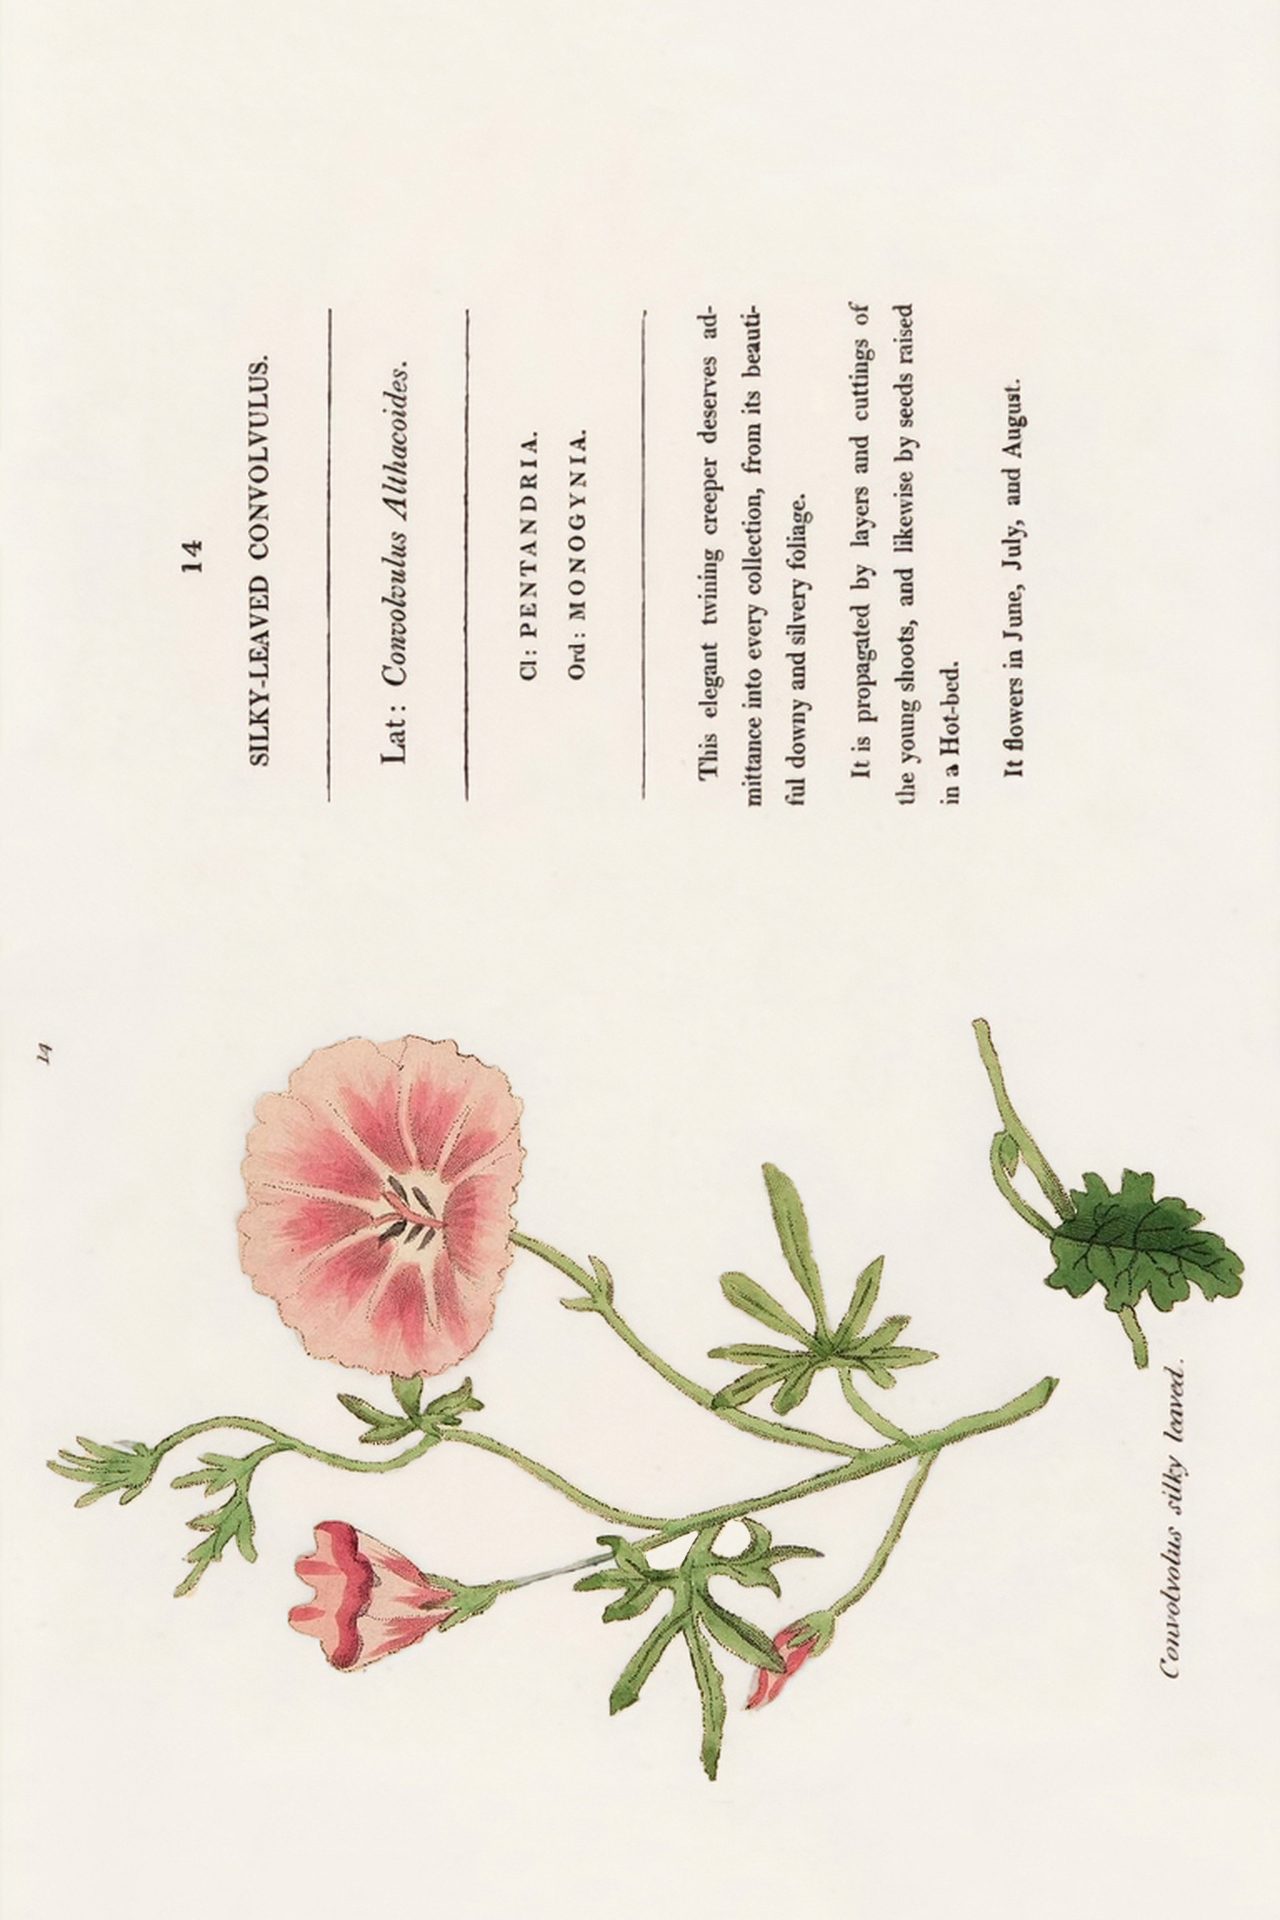 14
Convolvolus silky leaved.
14
SILKY-LEAVED CONVOLVULUS.
Lat: Convolvulus Althacoides.
Cl: PENTANDRIA.
Ord: MONOGYNIA.
This elegant twining creeper deserves ad-
mittance into every collection, from its beauti-
ful downy and silvery foliage.
It is propagated by layers and cuttings of
the young shoots, and likewise by seeds raised
in a Hot-bed.
It flowers in June, July, and August.